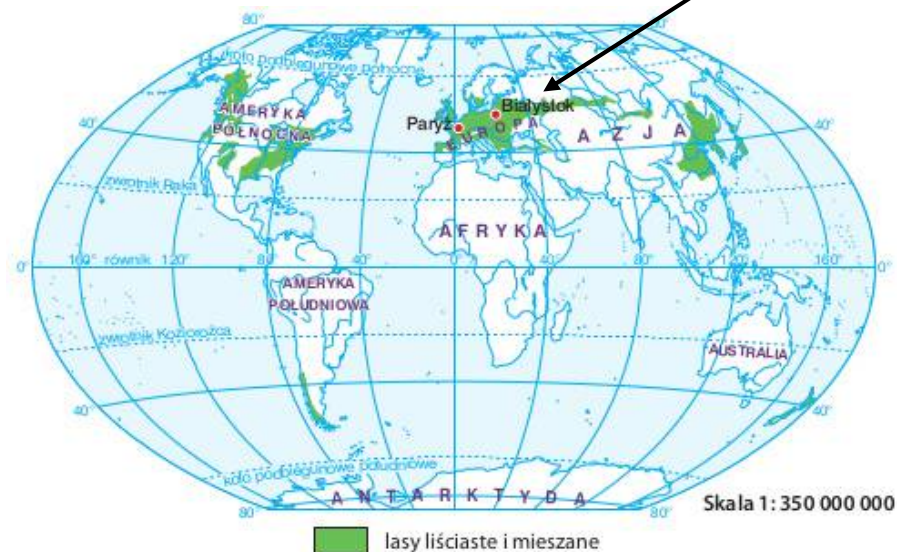 80°
koło podbiegunowe północne
AMERYKA
PÓŁNOCNA
Białystok
Paryż
EUROPA
AZJA
40°
40°
zwrotnik Raka
AFRYKA
0°
160° równik 120° 80° 40° 0° 40° 80° 120°
0°
AMERYKA
POŁUDNIOWA
zwrotnik Koziorożca
AUSTRALIA
40°
40°
koło podbiegunowe południowe
ANTARKTYDA
80°
80°
Skala 1: 350 000 000
lasy liściaste i mieszane